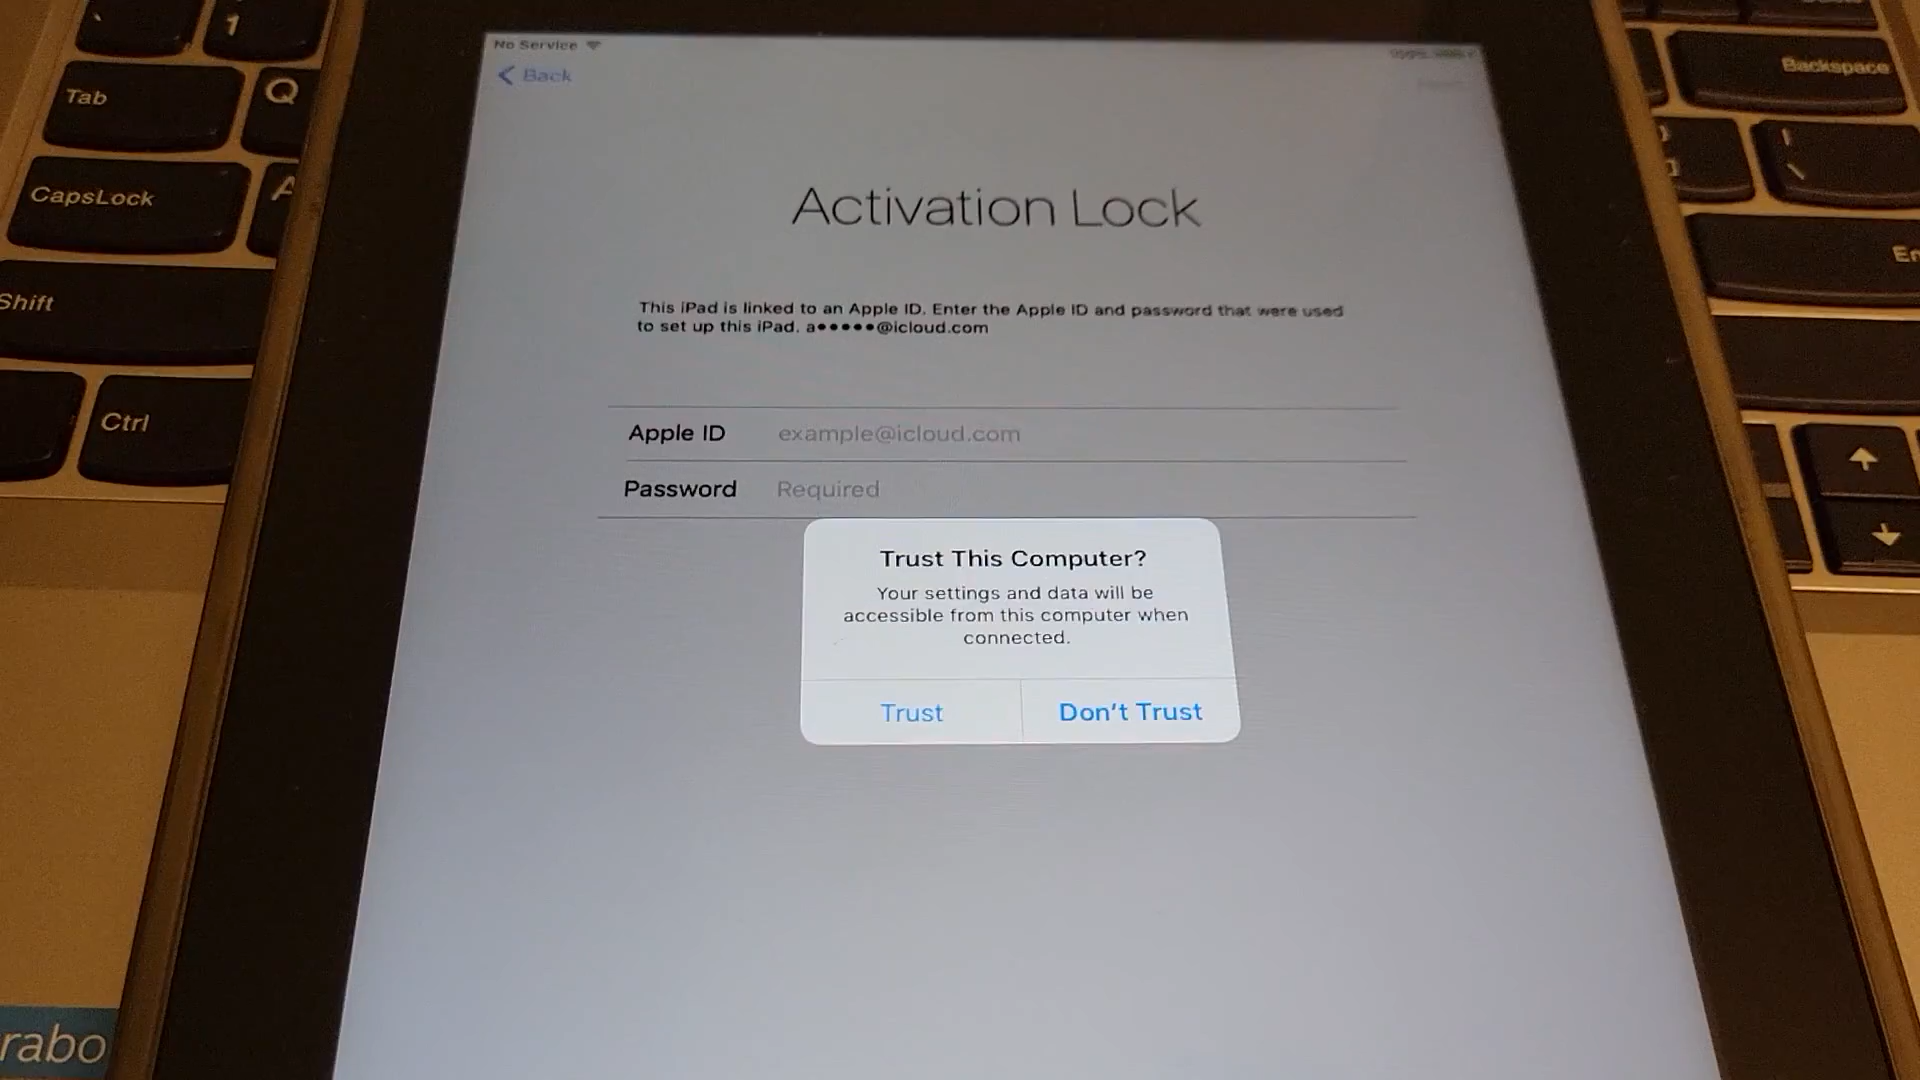 No Service
Back
Activation Lock
This iPad is linked to an Apple ID. Enter the Apple ID and password that were used
to set up this iPad. a•••••@icloud.com
Apple ID example@icloud.com
Password Required
Trust This Computer?
Your settings and data will be
accessible from this computer when
connected.
Trust Don't Trust
1
Tab
Q
CapsLock
A
Shift
Ctrl
Backspace
\
rabo